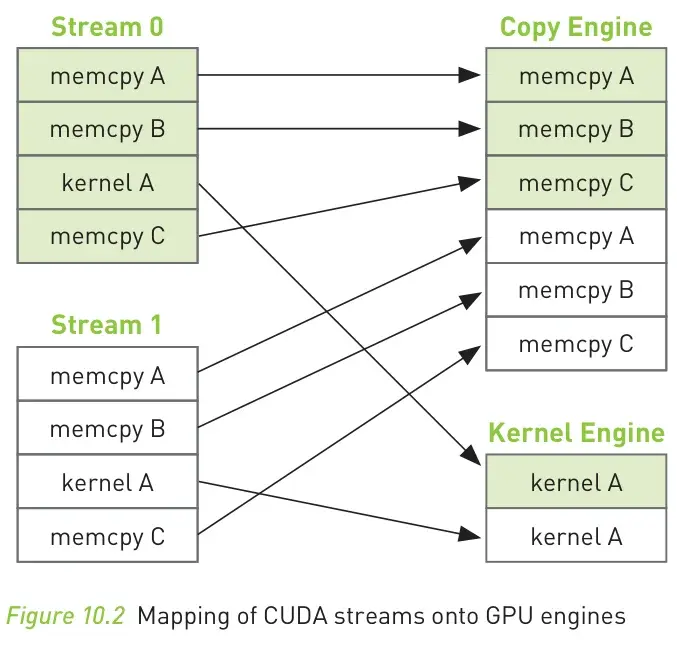 Stream 0
memcpy A
memcpy B
kernel A
memcpy C
Stream 1
memcpy A
memcpy B
kernel A
memcpy C
Copy Engine
memcpy A
memcpy B
memcpy C
memcpy A
memcpy B
memcpy C
Kernel Engine
kernel A
kernel A
Figure 10.2 Mapping of CUDA streams onto GPU engines